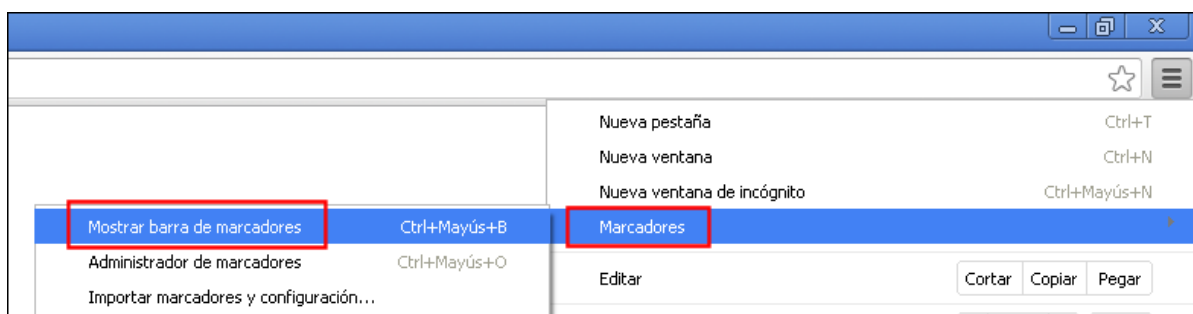 Nueva pestaña Ctrl+T
Nueva ventana Ctrl+N
Nueva ventana de incógnito Ctrl+Mayús+N
Marcadores
Mostrar barra de marcadores Ctrl+Mayús+B
Administrador de marcadores Ctrl+Mayús+O
Importar marcadores y configuración...
Editar Cortar Copiar Pegar